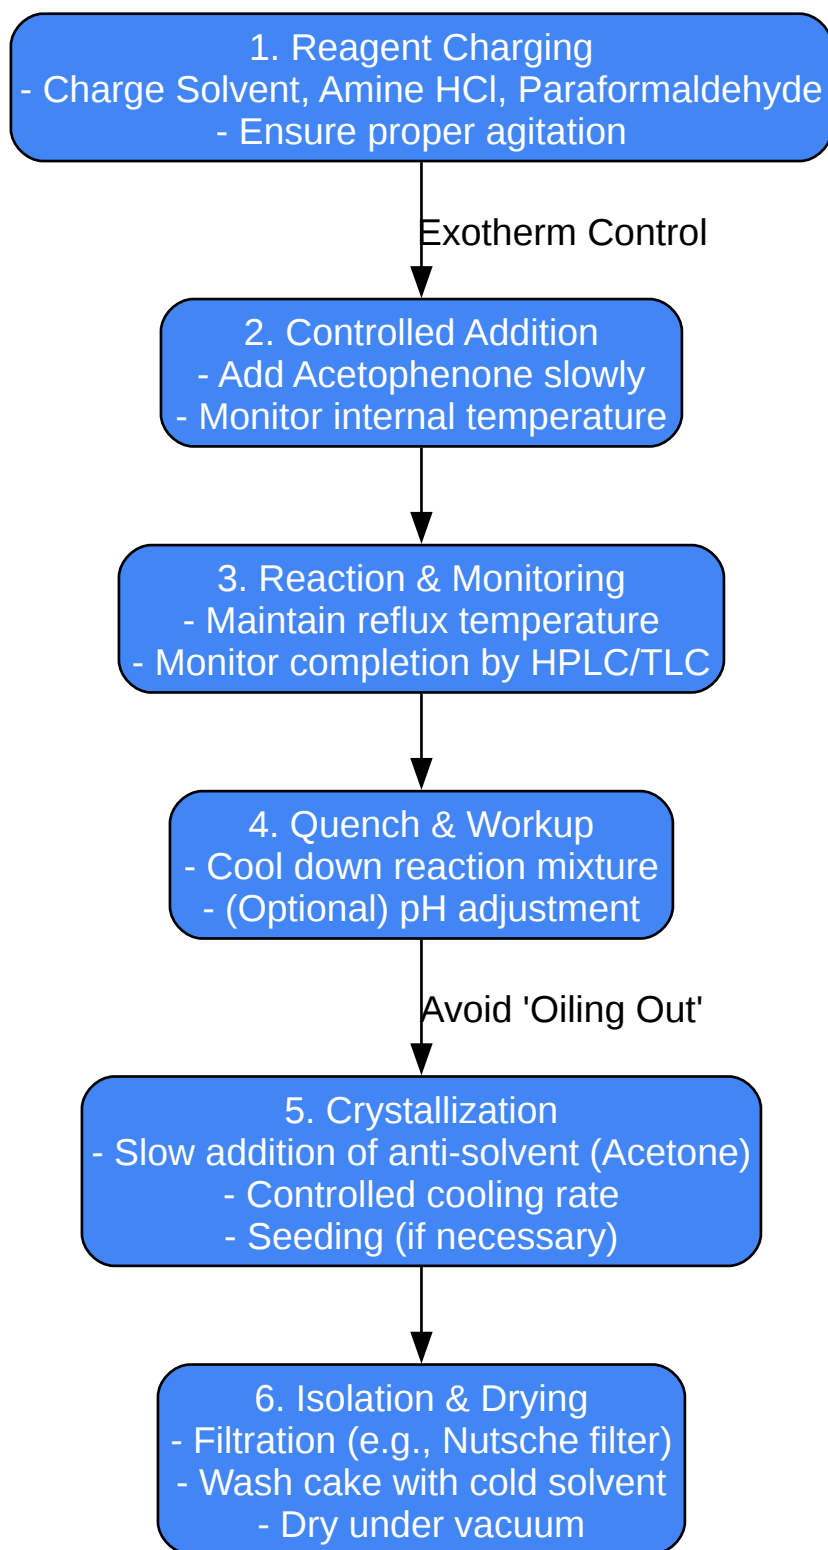 1. Reagent Charging
- Charge Solvent, Amine HCl, Paraformaldehyde
- Ensure proper agitation
Exotherm Control
2. Controlled Addition
- Add Acetophenone slowly
- Monitor internal temperature
3. Reaction & Monitoring
- Maintain reflux temperature
- Monitor completion by HPLC/TLC
4. Quench & Workup
- Cool down reaction mixture
- (Optional) pH adjustment
Avoid 'Oiling Out'
5. Crystallization
- Slow addition of anti-solvent (Acetone)
- Controlled cooling rate
- Seeding (if necessary)
6. Isolation & Drying
- Filtration (e.g., Nutsche filter)
- Wash cake with cold solvent
- Dry under vacuum